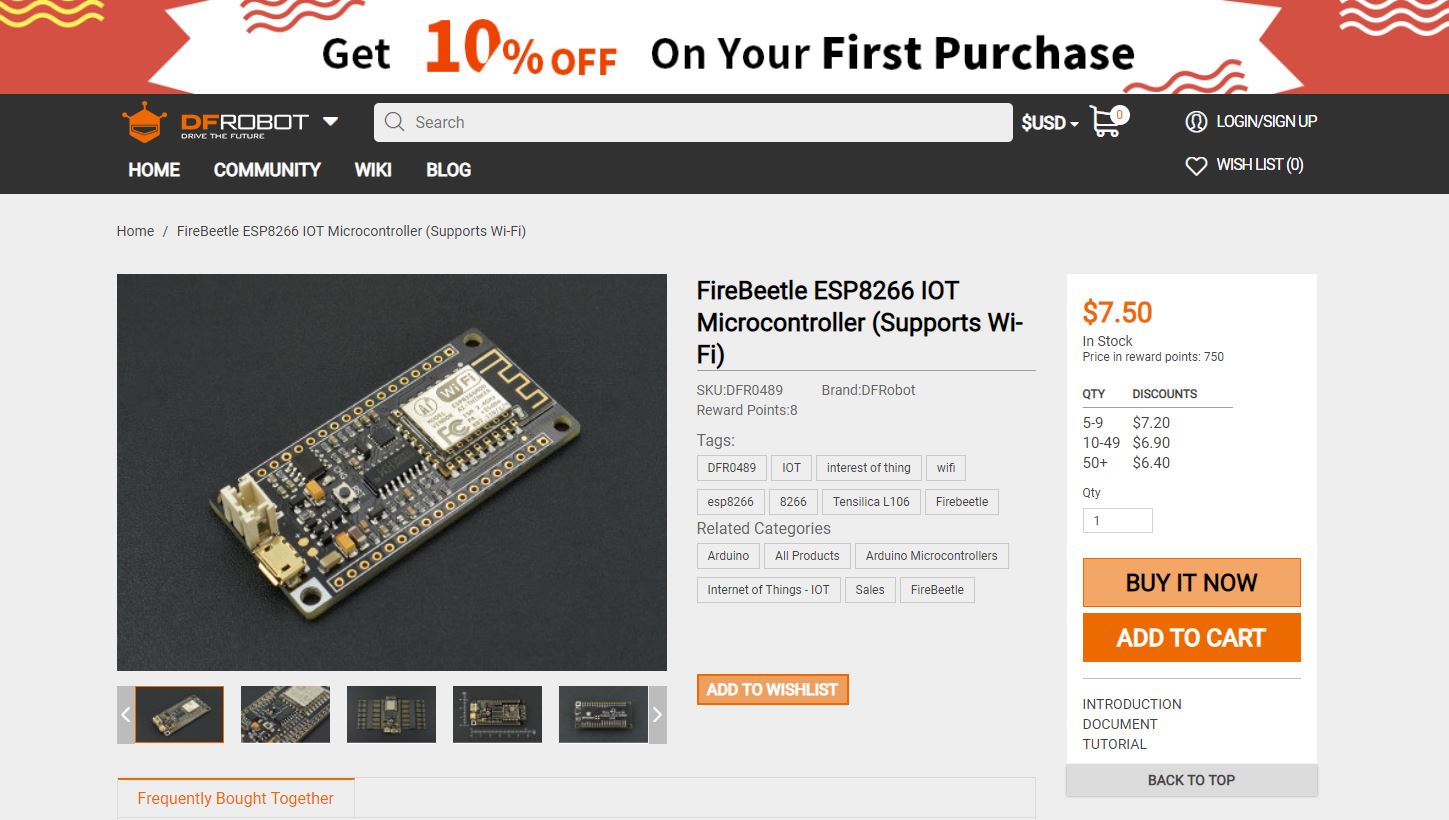 Get 10% OFF On Your First Purchase
DFROBOT
DRIVE THE FUTURE
Search
$USD
0
LOGIN/SIGN UP
HOME
COMMUNITY
WIKI
BLOG
WISH LIST (0)
Home / FireBeetle ESP8266 IOT Microcontroller (Supports Wi-Fi)
FireBeetle ESP8266 IOT
Microcontroller (Supports Wi-
Fi)
SKU:DFR0489 Brand:DFRobot
Reward Points:8
Tags:
DFR0489 IOT interest of thing wifi
esp8266 8266 Tensilica L106 Firebeetle
Related Categories
Arduino All Products Arduino Microcontrollers
Internet of Things - IOT Sales FireBeetle
ADD TO WISHLIST
$7.50
In Stock
Price in reward points: 750
QTY DISCOUNTS
5-9 $7.20
10-49 $6.90
50+ $6.40
Qty
1
BUY IT NOW
ADD TO CART
INTRODUCTION
DOCUMENT
TUTORIAL
BACK TO TOP
WiFi
FC
Frequently Bought Together